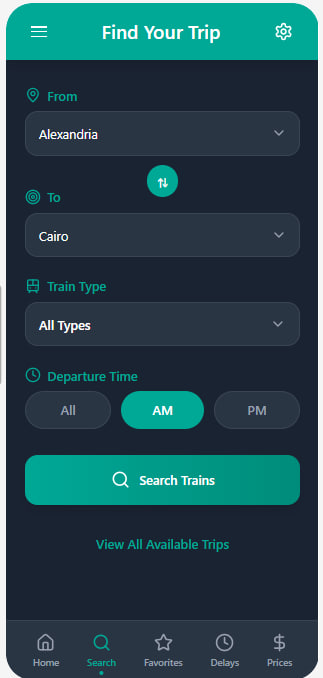 Find Your Trip
From
Alexandria
To
Cairo
Train Type
All Types
Departure Time
All AM PM
Search Trains
View All Available Trips
Home Search Favorites Delays Prices